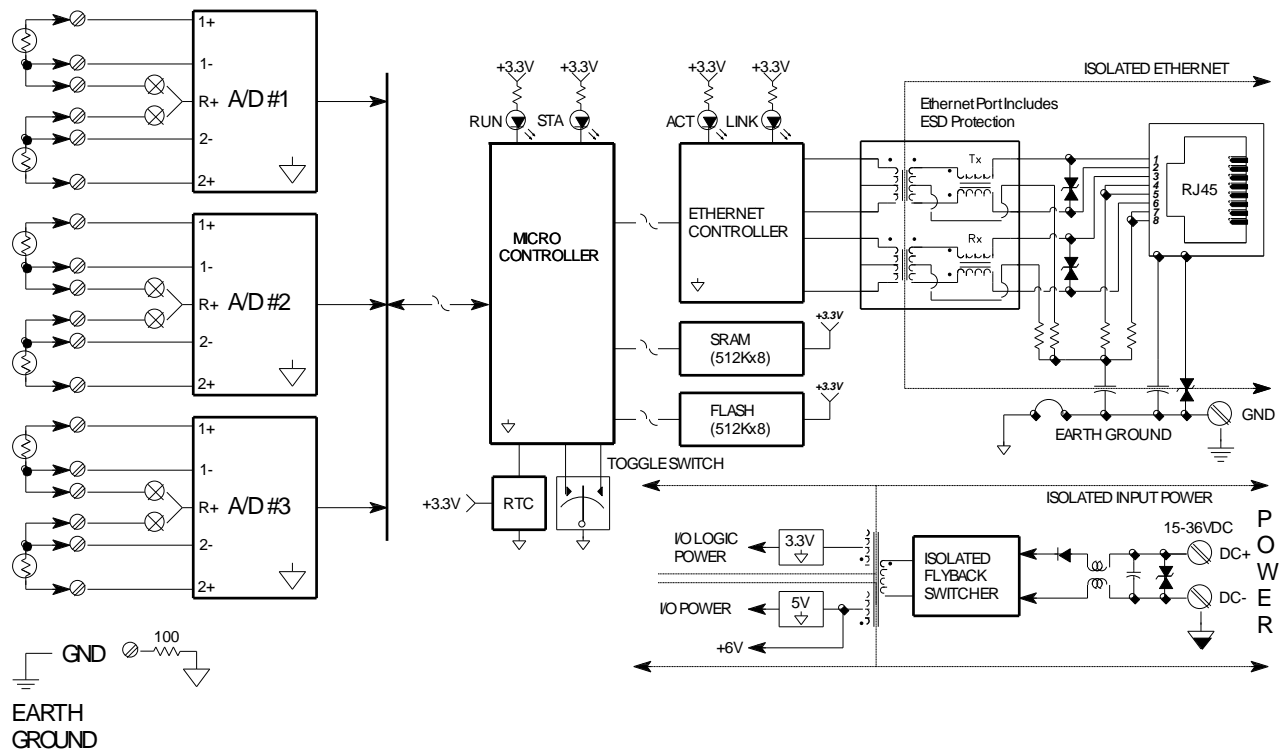 1+
1-
R+
A/D #1
2-
2+
1+
1-
R+
A/D #2
2-
2+
1+
1-
R+
A/D #3
2-
2+
GND
100
EARTH
GROUND
+3.3V
+3.3V
RUN
STA
MICRO
CONTROLLER
+3.3V
RTC
TOGGLE SWITCH
+3.3V
+3.3V
ACT
LINK
ETHERNET
CONTROLLER
SRAM
(512Kx8)
+3.3V
FLASH
(512Kx8)
+3.3V
ISOLATED ETHERNET
Ethernet Port Includes
ESD Protection
Tx
Rx
1
2
3
4
5
6
7
8
RJ45
GND
EARTH GROUND
ISOLATED INPUT POWER
I/O LOGIC
POWER
3.3V
I/O POWER
5V
+6V
ISOLATED
FLYBACK
SWITCHER
15-36VDC
DC+
DC-
POWER